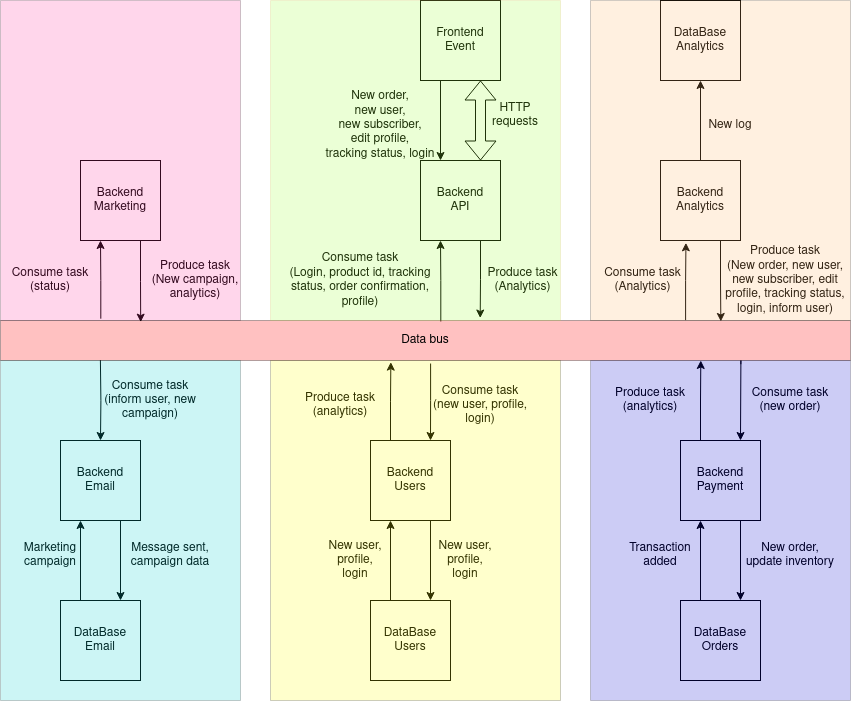 Frontend
Event
DataBase
Analytics
New order,
new user,
new subscriber,
edit profile,
tracking status, login
HTTP
requests
New log
Backend
Marketing
Backend
API
Backend
Analytics
Consume task
(status)
Produce task
(New campaign,
analytics)
Consume task
(Login, product id, tracking
status, order confirmation,
profile)
Produce task
(Analytics)
Consume task
(Analytics)
Produce task
(New order, new user,
new subscriber, edit
profile, tracking status,
login, inform user)
Data bus
Consume task
(inform user, new
campaign)
Produce task
(analytics)
Consume task
(new user, profile,
login)
Produce task
(analytics)
Consume task
(new order)
Backend
Email
Backend
Users
Backend
Payment
Marketing
campaign
Message sent,
campaign data
New user,
profile,
login
New user,
profile,
login
Transaction
added
New order,
update inventory
DataBase
Email
DataBase
Users
DataBase
Orders